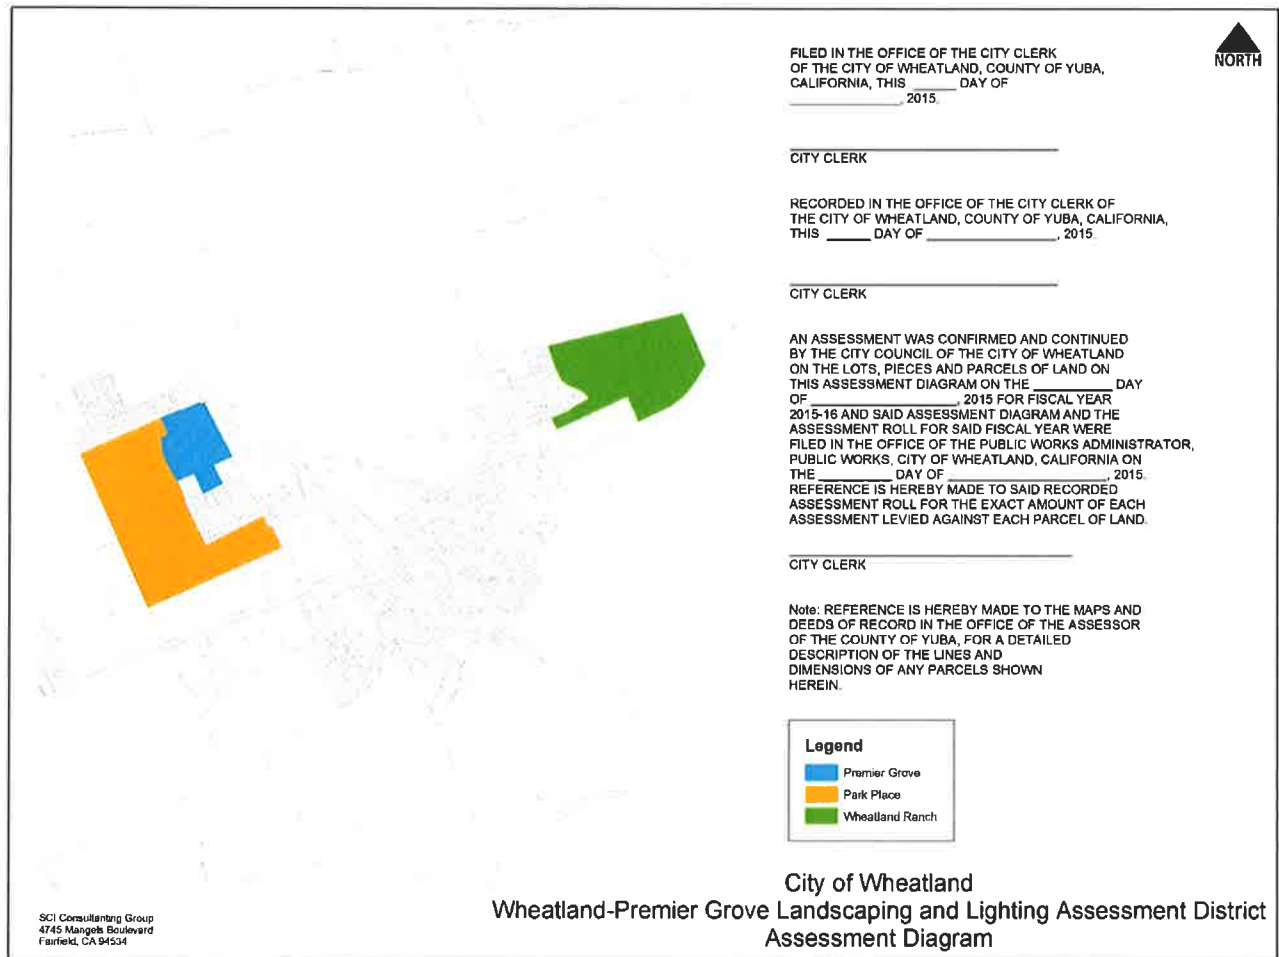 NORTH
FILED IN THE OFFICE OF THE CITY CLERK
OF THE CITY OF WHEATLAND, COUNTY OF YUBA,
CALIFORNIA, THIS ______ DAY OF
_______________, 2015.
CITY CLERK
RECORDED IN THE OFFICE OF THE CITY CLERK OF
THE CITY OF WHEATLAND, COUNTY OF YUBA, CALIFORNIA,
THIS ______ DAY OF __________________, 2015.
CITY CLERK
AN ASSESSMENT WAS CONFIRMED AND CONTINUED
BY THE CITY COUNCIL OF THE CITY OF WHEATLAND
ON THE LOTS, PIECES AND PARCELS OF LAND ON
THIS ASSESSMENT DIAGRAM ON THE ___________ DAY
OF _____________________, 2015 FOR FISCAL YEAR
2015-16 AND SAID ASSESSMENT DIAGRAM AND THE
ASSESSMENT ROLL FOR SAID FISCAL YEAR WERE
FILED IN THE OFFICE OF THE PUBLIC WORKS ADMINISTRATOR,
PUBLIC WORKS, CITY OF WHEATLAND, CALIFORNIA ON
THE __________ DAY OF ______________________, 2015.
REFERENCE IS HEREBY MADE TO SAID RECORDED
ASSESSMENT ROLL FOR THE EXACT AMOUNT OF EACH
ASSESSMENT LEVIED AGAINST EACH PARCEL OF LAND.
CITY CLERK
Note: REFERENCE IS HEREBY MADE TO THE MAPS AND
DEEDS OF RECORD IN THE OFFICE OF THE ASSESSOR
OF THE COUNTY OF YUBA, FOR A DETAILED
DESCRIPTION OF THE LINES AND
DIMENSIONS OF ANY PARCELS SHOWN
HEREIN.
Legend
Premier Grove
Park Place
Wheatland Ranch
City of Wheatland
Wheatland-Premier Grove Landscaping and Lighting Assessment District
Assessment Diagram
SCI Consultanting Group
4745 Mangels Boulevard
Fairfield, CA 94534